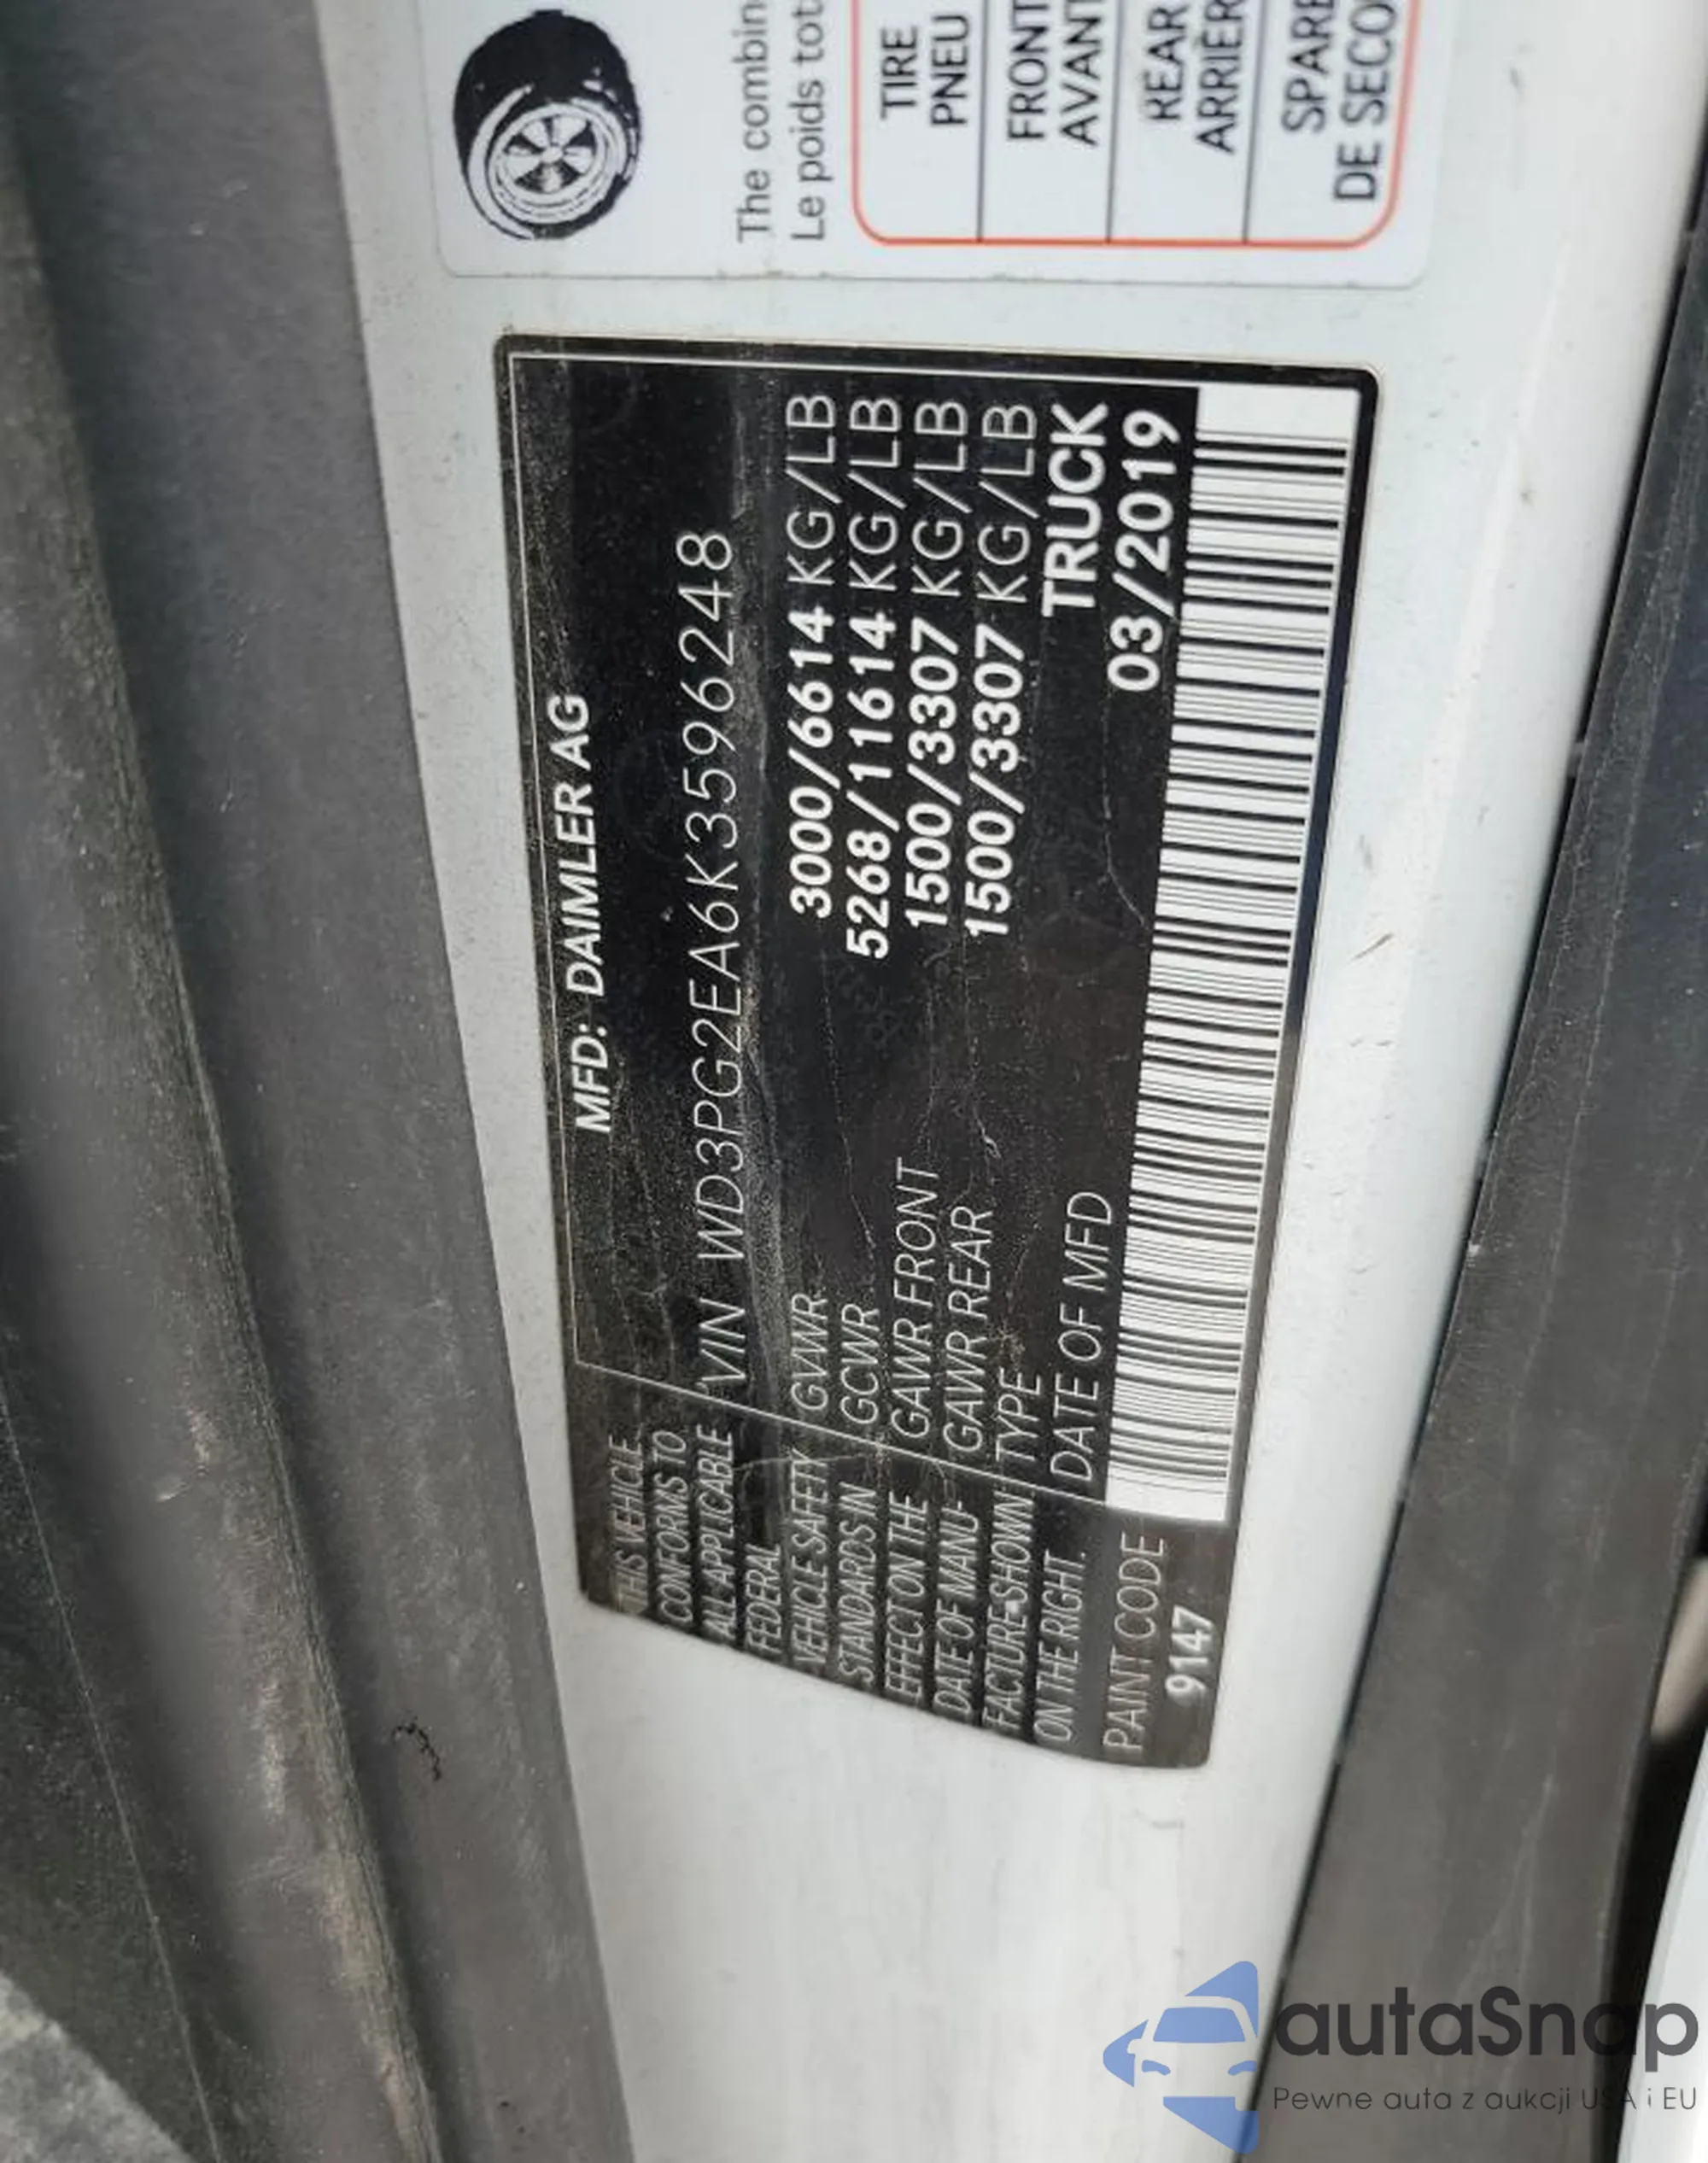 The combin
Le poids tot
TIRE
PNEU
FRONT
AVANT
REAR
ARRIÈR
SPARE
DE SECO
MFD: DAIMLER AG
VIN WD3PG2EA6K3596248
GVWR 3000/6614 KG/LB
GCWR 5268/11614 KG/LB
GAWR FRONT 1500/3307 KG/LB
GAWR REAR 1500/3307 KG/LB
TYPE TRUCK
DATE OF MFD 03/2019
THIS VEHICLE
CONFORMS TO
ALL APPLICABLE
FEDERAL
VEHICLE SAFETY
STANDARDS IN
EFFECT ON THE
DATE OF MANU-
FACTURE SHOWN
ON THE RIGHT.
PAINT CODE
9147
autaSnap
Pewne auta z aukcji USA i EU